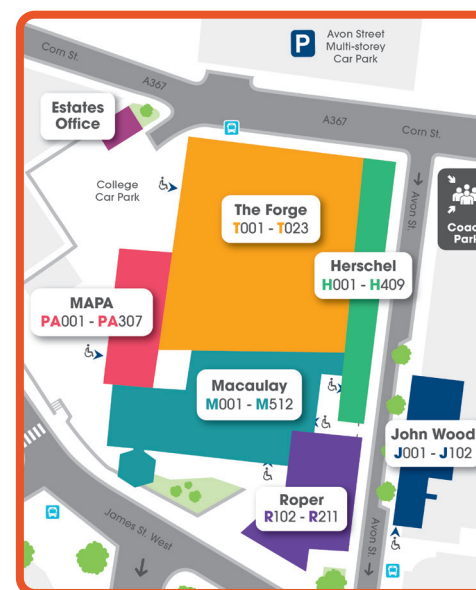 P
Avon Street
Multi-storey
Car Park
Corn St.
A367
Estates
Office
A367
Corn St.
College
Car Park
Avon St.
The Forge
T001 - T023
Herschel
H001 - H409
MAPA
PA001 - PA307
Macaulay
M001 - M512
John Wood
J001 - J102
Roper
R102 - R211
James St. West
Avon St.